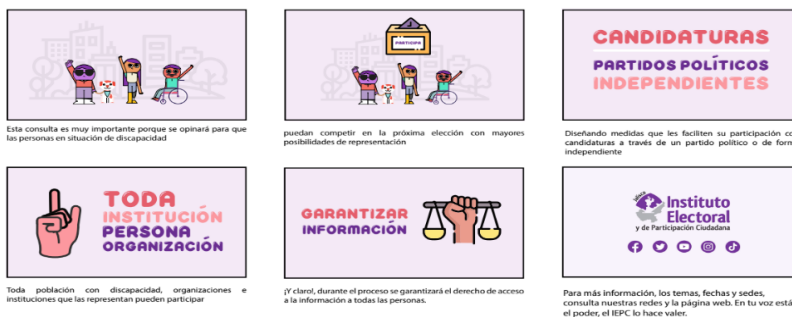 PARTICIPA
Esta consulta es muy importante porque se opinará para que
las personas en situación de discapacidad
puedan competir en la próxima elección con mayores
posibilidades de representación
CANDIDATURAS
PARTIDOS POLÍTICOS
INDEPENDIENTES
Diseñando medidas que les faciliten su participación
candidaturas a través de un partido político o de
independiente
TODA
INSTITUCIÓN
PERSONA
ORGANIZACIÓN
Toda población con discapacidad, organizaciones e
instituciones que las representan pueden participar
GARANTIZAR
INFORMACIÓN
¡Y claro!, durante el proceso se garantizará el derecho de acceso
a la información a todas las personas.
Instituto
Electoral
y de Participación Ciudadana
Para más información, los temas, fechas y sedes,
consulta nuestras redes y la página web. En tu voz está
el poder, el IEPC lo hace valer.